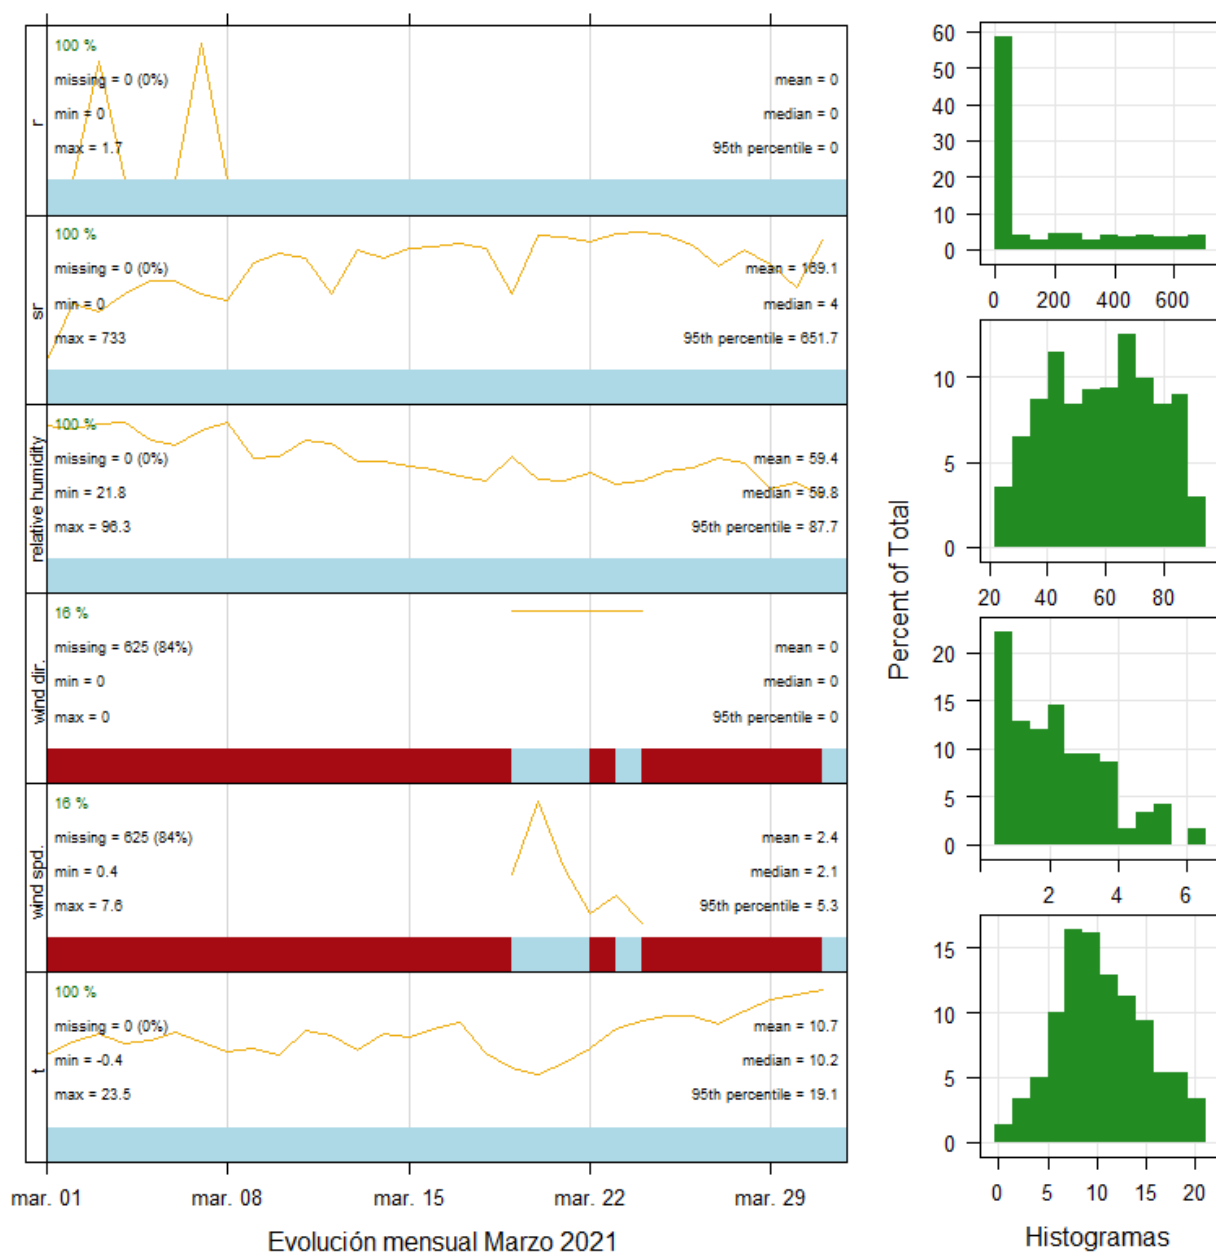 r
100 %
missing = 0 (0%)
min = 0
max = 1.7
mean = 0
median = 0
95th percentile = 0
sr
100 %
missing = 0 (0%)
min = 0
max = 733
mean = 169.1
median = 4
95th percentile = 651.7
relative humidity
100 %
missing = 0 (0%)
min = 21.8
max = 96.3
mean = 59.4
median = 59.8
95th percentile = 87.7
wind dir.
16 %
missing = 625 (84%)
min = 0
max = 0
mean = 0
median = 0
95th percentile = 0
wind spd.
16 %
missing = 625 (84%)
min = 0.4
max = 7.6
mean = 2.4
median = 2.1
95th percentile = 5.3
t
100 %
missing = 0 (0%)
min = -0.4
max = 23.5
mean = 10.7
median = 10.2
95th percentile = 19.1
mar. 01 mar. 08 mar. 15 mar. 22 mar. 29
Evolución mensual Marzo 2021
Percent of Total
60
50
40
30
20
10
0
0 200 400 600
10
5
0
20 40 60 80
20
15
10
5
0
2 4 6
15
10
5
0
0 5 10 15 20
Histogramas